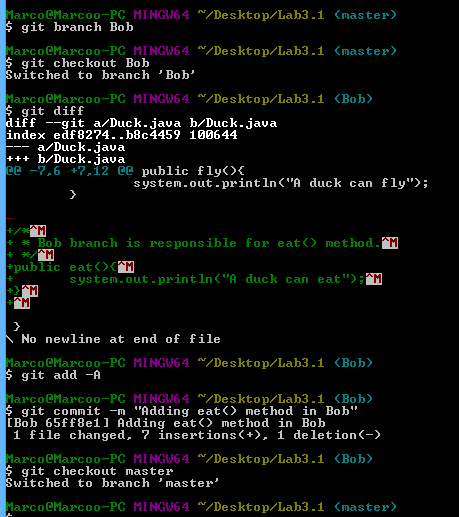 Marco@Marcoo-PC MINGW64 ~/Desktop/Lab3.1 (master)
$ git branch Bob
Marco@Marcoo-PC MINGW64 ~/Desktop/Lab3.1 (master)
$ git checkout Bob
Switched to branch 'Bob'
Marco@Marcoo-PC MINGW64 ~/Desktop/Lab3.1 (Bob)
$ git diff
diff --git a/Duck.java b/Duck.java
index edf8274..b8c4459 100644
--- a/Duck.java
+++ b/Duck.java
@@ -7,6 +7,12 @@ public fly(){
                system.out.println("A duck can fly");
        }
-
+/*^M
+ * Bob branch is responsible for eat() method.^M
+ */^M
+public eat(){^M
+       system.out.println("A duck can eat");^M
+}^M
+^M
 }
\ No newline at end of file
Marco@Marcoo-PC MINGW64 ~/Desktop/Lab3.1 (Bob)
$ git add -A
Marco@Marcoo-PC MINGW64 ~/Desktop/Lab3.1 (Bob)
$ git commit -m "Adding eat() method in Bob"
[Bob 65ff8e1] Adding eat() method in Bob
 1 file changed, 7 insertions(+), 1 deletion(-)
Marco@Marcoo-PC MINGW64 ~/Desktop/Lab3.1 (Bob)
$ git checkout master
Switched to branch 'master'
Marco@Marcoo-PC MINGW64 ~/Desktop/Lab3.1 (master)